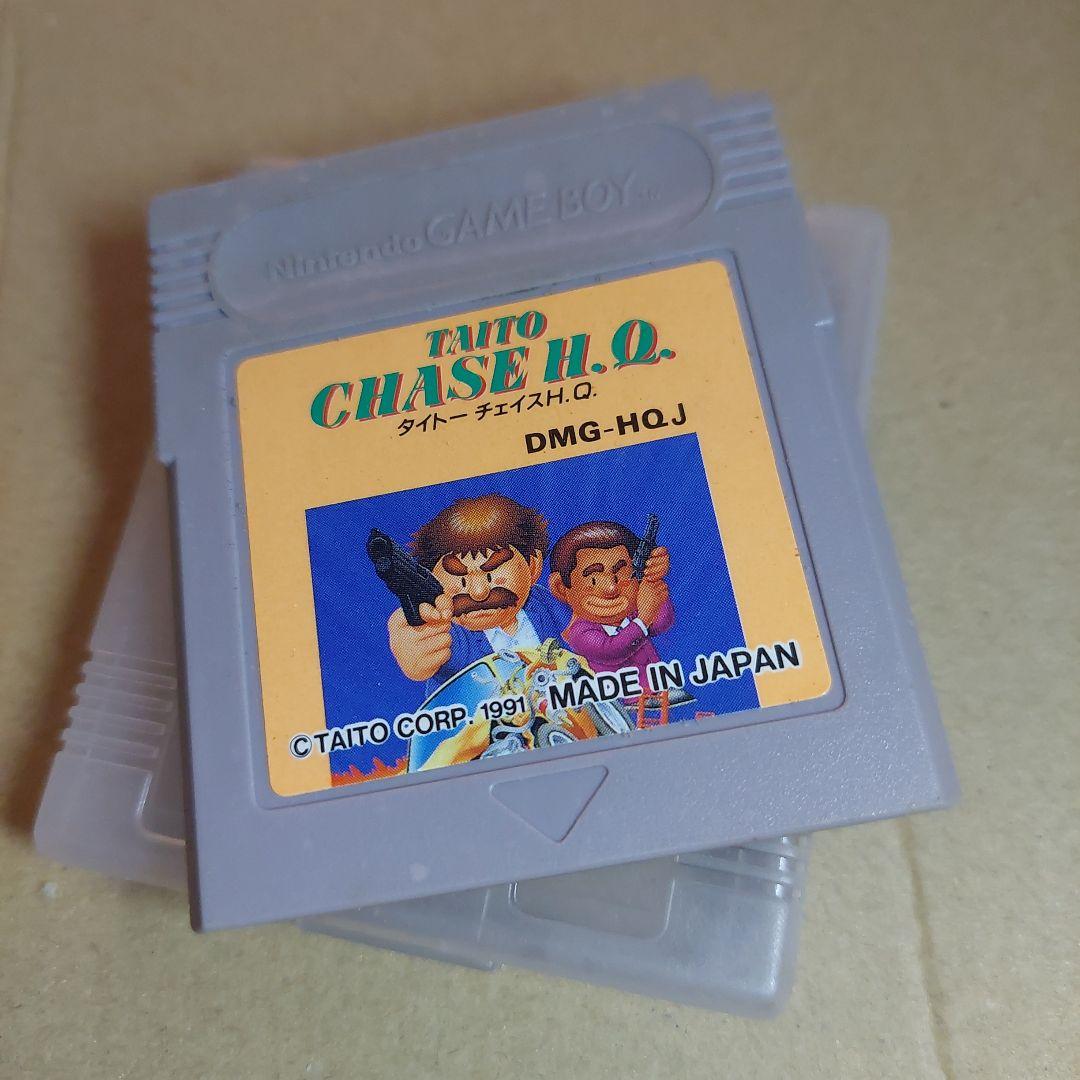 Nintendo GAME BOY™
TAITO
CHASE H.Q.
タイトー チェイスH.Q.
DMG-HQJ
©TAITO CORP. 1991 MADE IN JAPAN